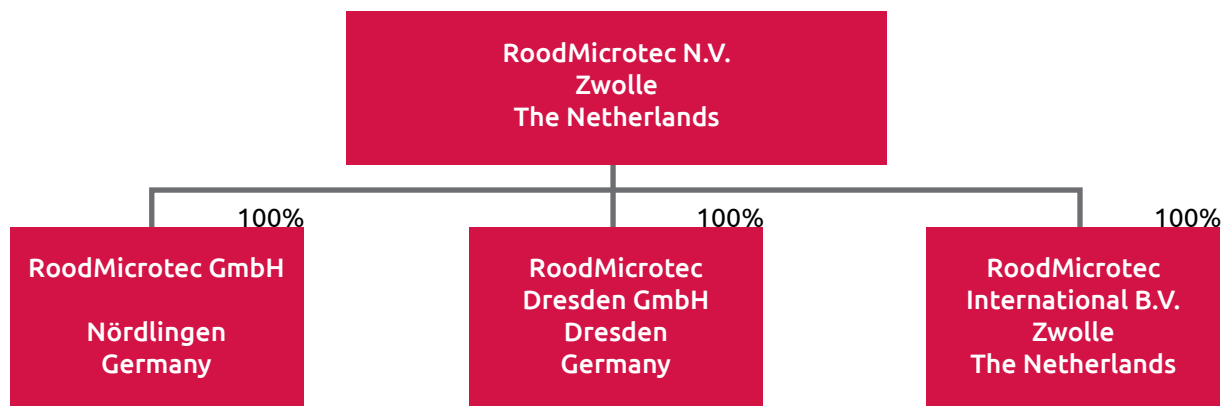 RoodMicrotec N.V.
Zwolle
The Netherlands
100%
100%
100%
RoodMicrotec GmbH
Nördlingen
Germany
RoodMicrotec
Dresden GmbH
Dresden
Germany
RoodMicrotec
International B.V.
Zwolle
The Netherlands